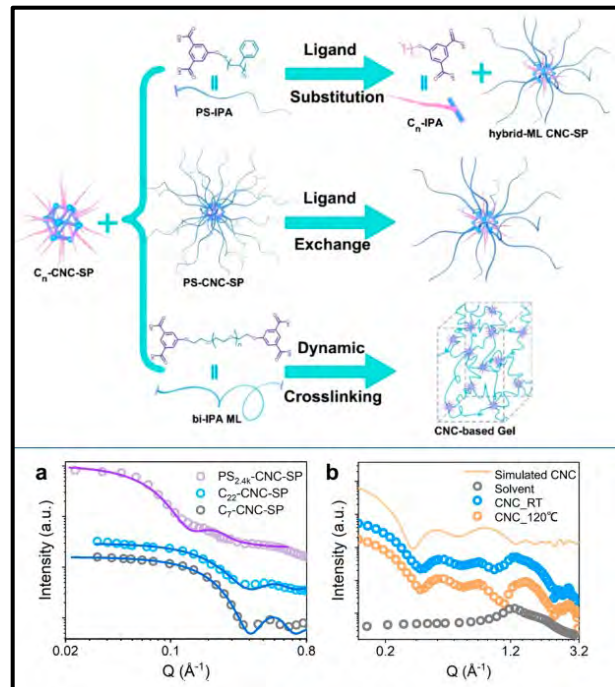 Ligand
Substitution
PS-IPA
Cn-IPA
hybrid-ML CNC-SP
Ligand
Exchange
Cn-CNC-SP
PS-CNC-SP
Dynamic
Crosslinking
bi-IPA ML
CNC-based Gel
a
PS2.4k-CNC-SP
C22-CNC-SP
C7-CNC-SP
Intensity (a.u.)
0.02
0.1
0.8
Q (Å-1)
b
Simulated CNC
Solvent
CNC_RT
CNC_120℃
Intensity (a.u.)
0.2
1.2
3.2
Q (Å-1)